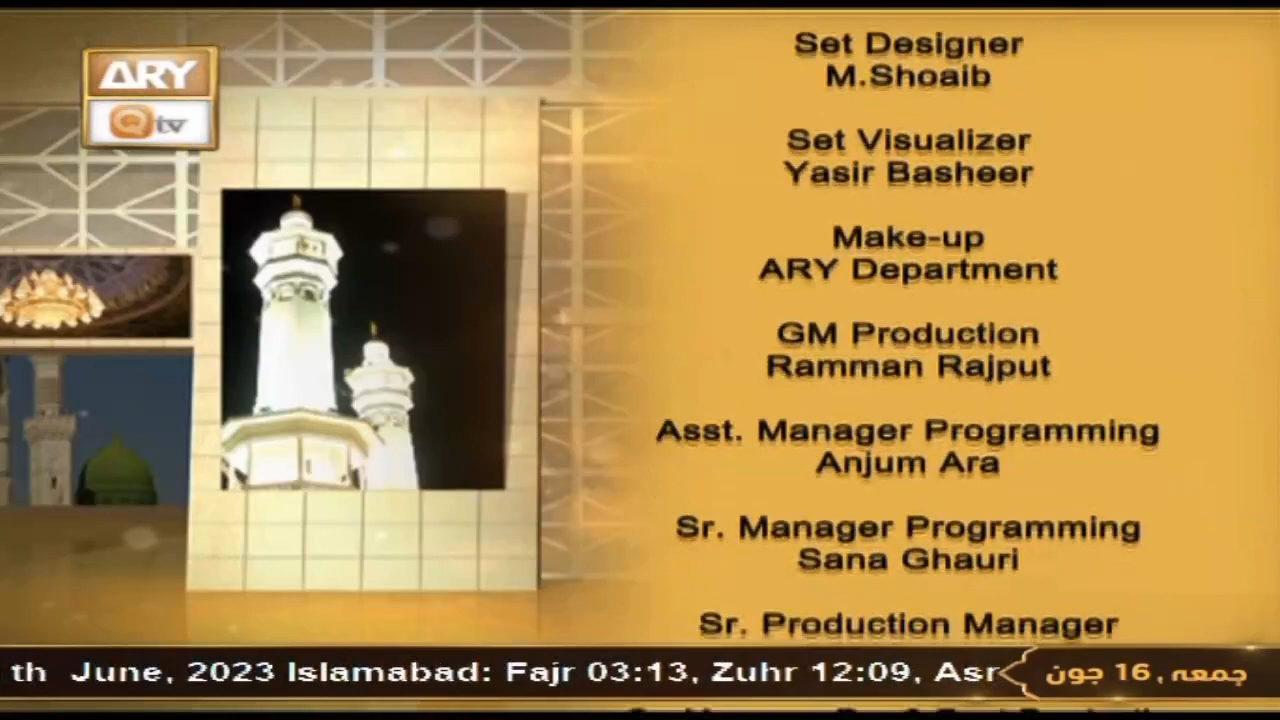 ARY
Qtv
Set Designer
M.Shoaib
Set Visualizer
Yasir Basheer
Make-up
ARY Department
GM Production
Ramman Rajput
Asst. Manager Programming
Anjum Ara
Sr. Manager Programming
Sana Ghauri
Sr. Production Manager
th June, 2023 Islamabad: Fajr 03:13, Zuhr 12:09, Asr
جمعہ, 16 جون